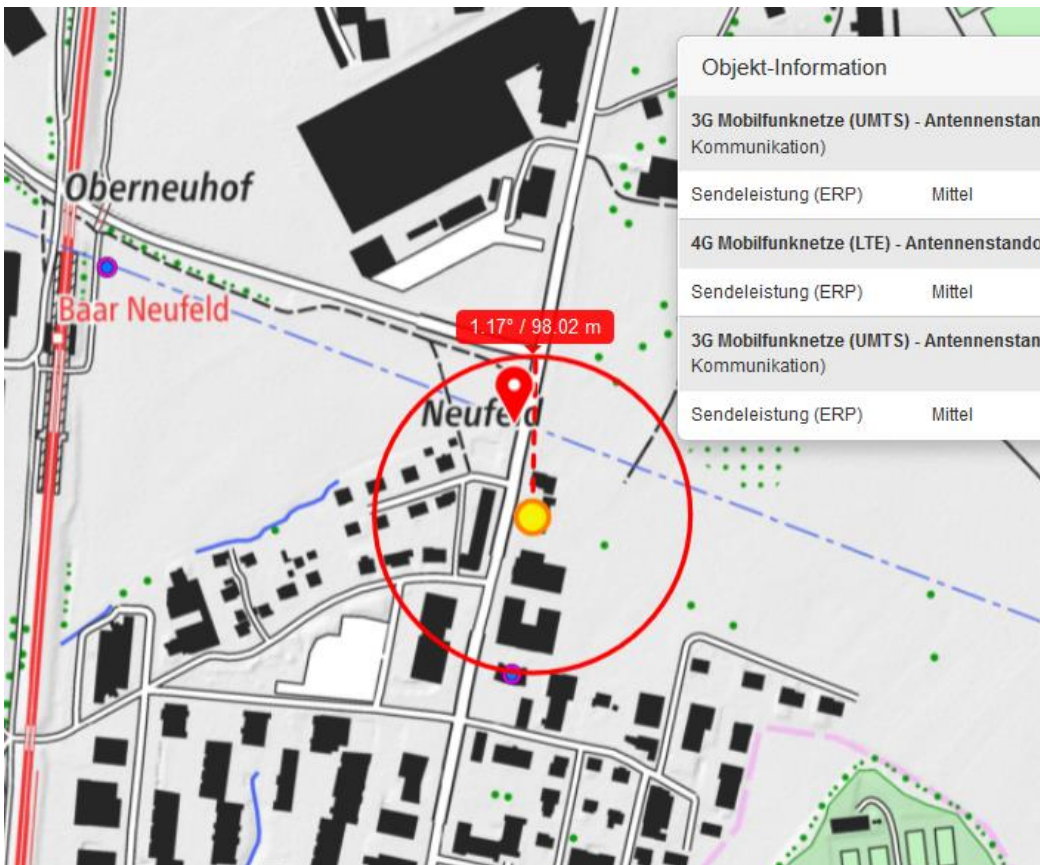 Objekt-Information
3G Mobilfunknetze (UMTS) - Antennenstan
Kommunikation)
Sendeleistung (ERP) Mittel
4G Mobilfunknetze (LTE) - Antennenstando
Sendeleistung (ERP) Mittel
3G Mobilfunknetze (UMTS) - Antennenstan
Kommunikation)
Sendeleistung (ERP) Mittel
Oberneuhof
Baar Neufeld
1.17° / 98.02 m
Neufeld